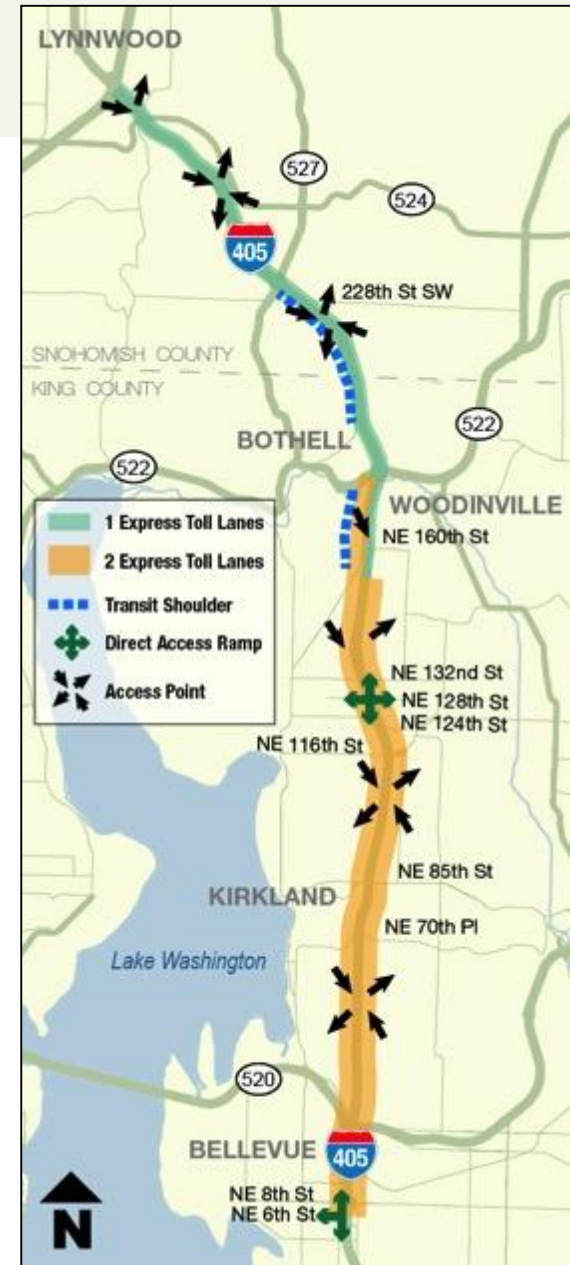 LYNNWOOD
527
524
405
228th St SW
SNOHOMISH COUNTY
KING COUNTY
BOTHELL
522
522
WOODINVILLE
1 Express Toll Lanes
2 Express Toll Lanes
Transit Shoulder
Direct Access Ramp
Access Point
NE 160th St
NE 132nd St
NE 128th St
NE 124th St
NE 116th St
NE 85th St
KIRKLAND
NE 70th Pl
Lake Washington
520
BELLEVUE
405
NE 8th St
NE 6th St
N